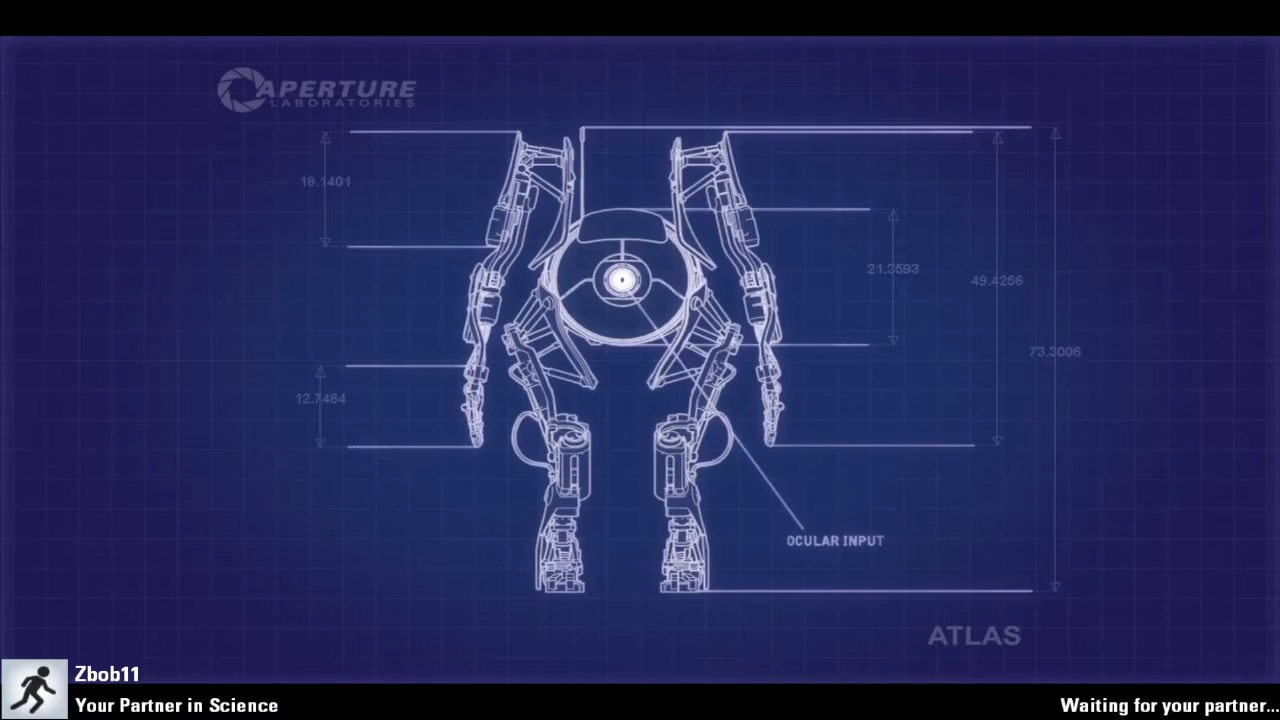 APERTURE
LABORATORIES
18.1401
21.3593
49.4256
73.3006
12.7464
OCULAR INPUT
ATLAS
Zbob11
Your Partner in Science
Waiting for your partner...